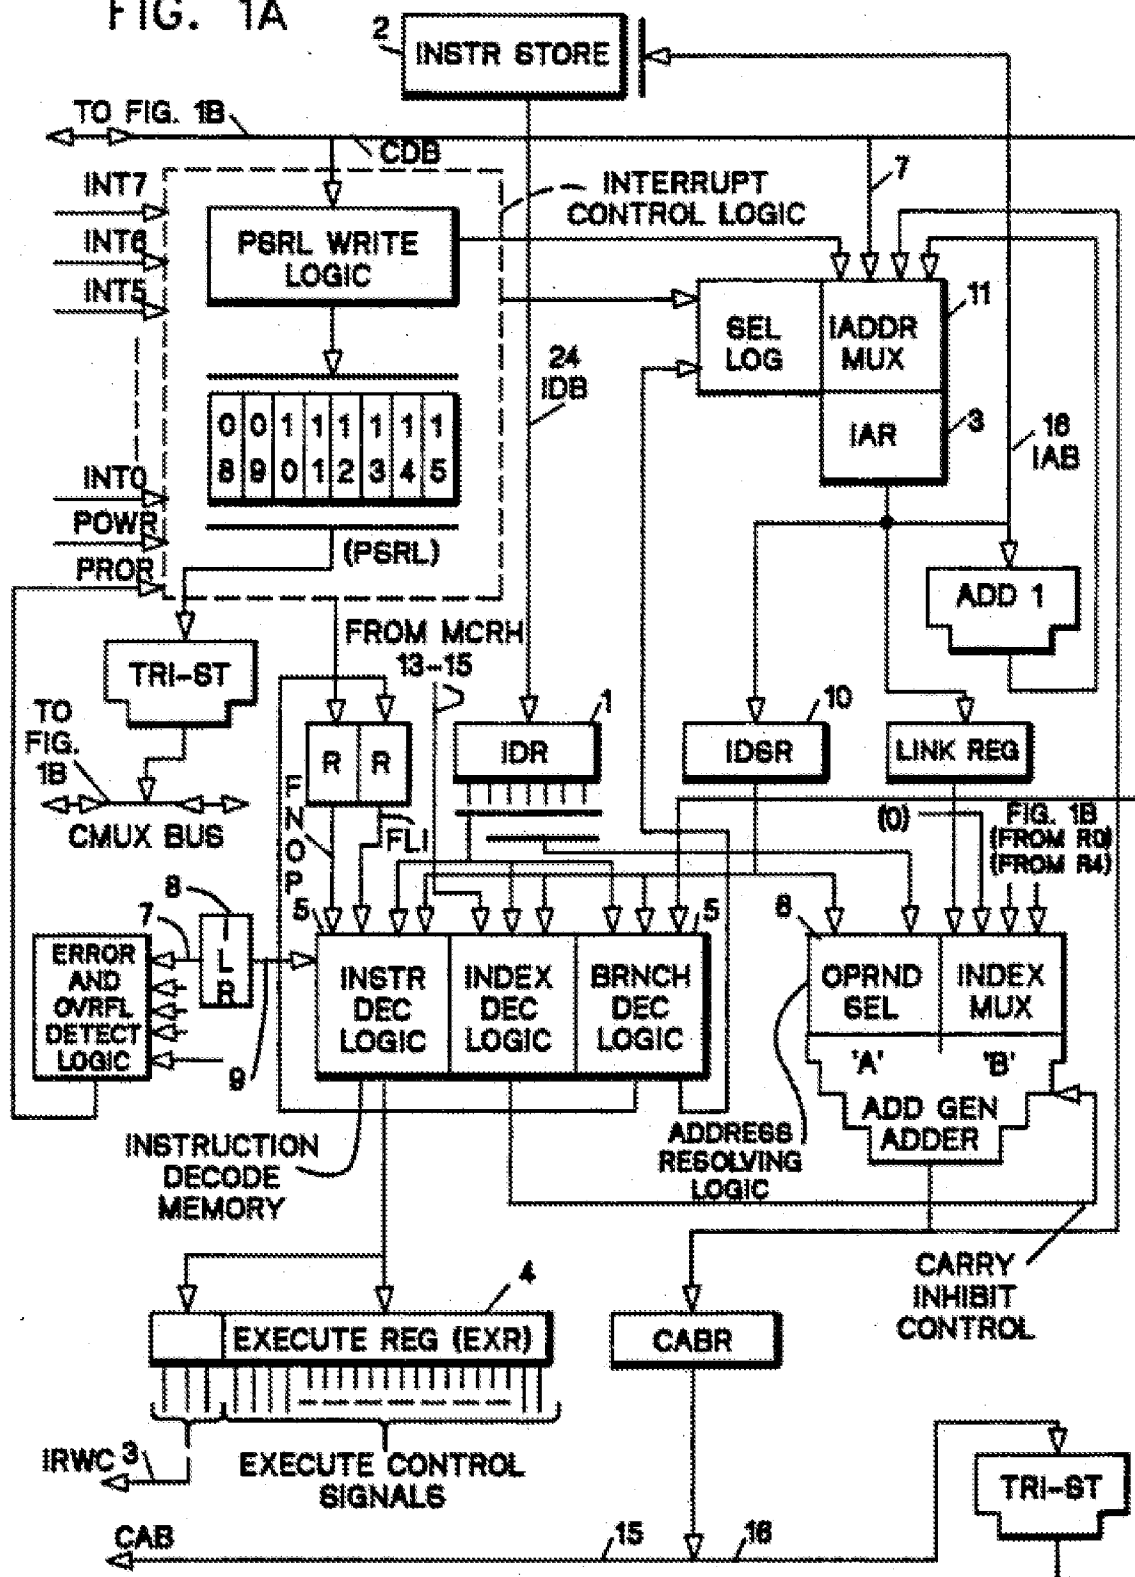 FIG. 1A
2
INSTR STORE
TO FIG. 1B
CDB
7
INT7
INTERRUPT
CONTROL LOGIC
INT6
PSRL WRITE
LOGIC
INT5
11
SEL
LOG
IADDR
MUX
24
IDB
0 0 1 1 1 1 1 1
8 9 0 1 2 3 4 5
IAR
3
16
IAB
INT0
POWR
(PSRL)
PROR
ADD 1
FROM MCRH
13-15
TRI-ST
TO
FIG.
1B
1
10
R
R
IDR
IDSR
LINK REG
CMUX BUS
FNOP
FLI
(0)
FIG. 1B
(FROM R0)
(FROM R4)
8
7
5
5
6
ERROR
AND
OVRFL
DETECT
LOGIC
ILR
INSTR
DEC
LOGIC
INDEX
DEC
LOGIC
BRNCH
DEC
LOGIC
OPRND
SEL
INDEX
MUX
'A'
'B'
9
ADD GEN
ADDER
INSTRUCTION
DECODE
MEMORY
ADDRESS
RESOLVING
LOGIC
CARRY
INHIBIT
CONTROL
4
EXECUTE REG (EXR)
CABR
IRWC 3
EXECUTE CONTROL
SIGNALS
TRI-ST
CAB
15
16